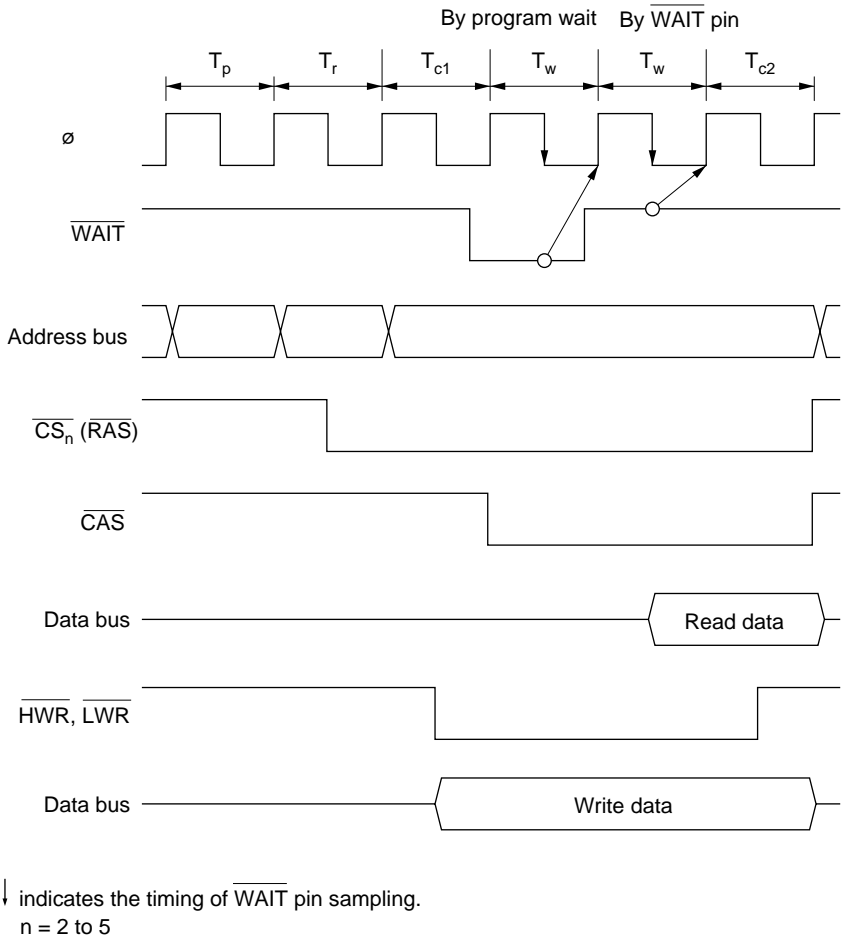 By program wait By WAIT pin
Tp Tr Tc1 Tw Tw Tc2
ø
WAIT
Address bus
CSn (RAS)
CAS
Data bus
Read data
HWR, LWR
Data bus
Write data
↓ indicates the timing of WAIT pin sampling.
n = 2 to 5